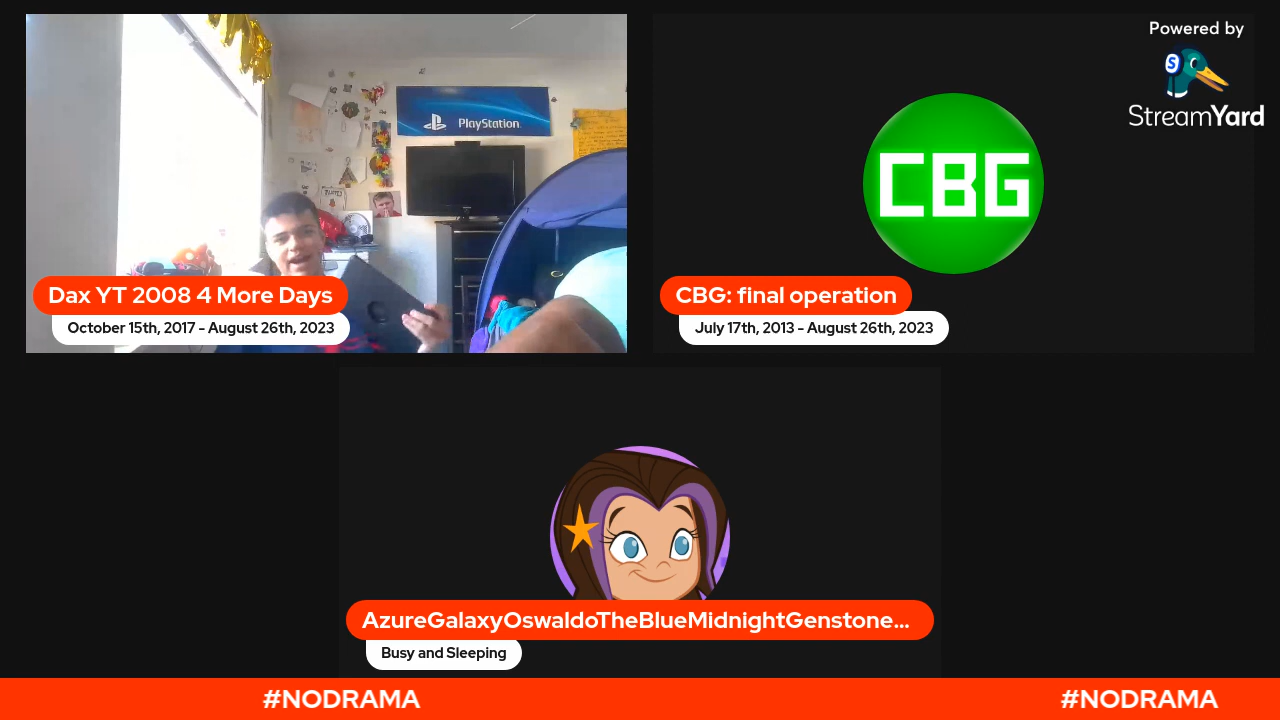 Powered by
StreamYard
PlayStation
CBG
Dax YT 2008 4 More Days
October 15th, 2017 - August 26th, 2023
CBG: final operation
July 17th, 2013 - August 26th, 2023
AzureGalaxyOswaldoTheBlueMidnightGenstone...
Busy and Sleeping
#NODRAMA
#NODRAMA